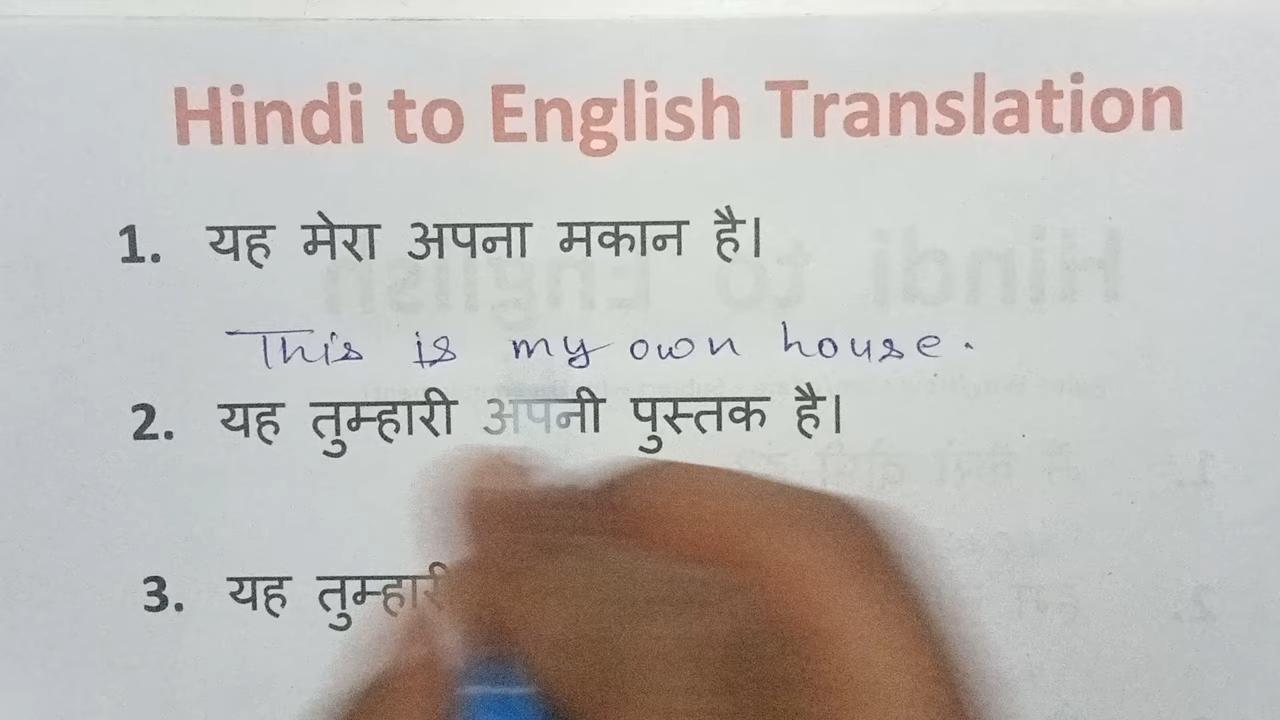 Hindi to English Translation
1. यह मेरा अपना मकान है।
This is my own house.
2. यह तुम्हारी अपनी पुस्तक है।
3. यह तुम्हारी